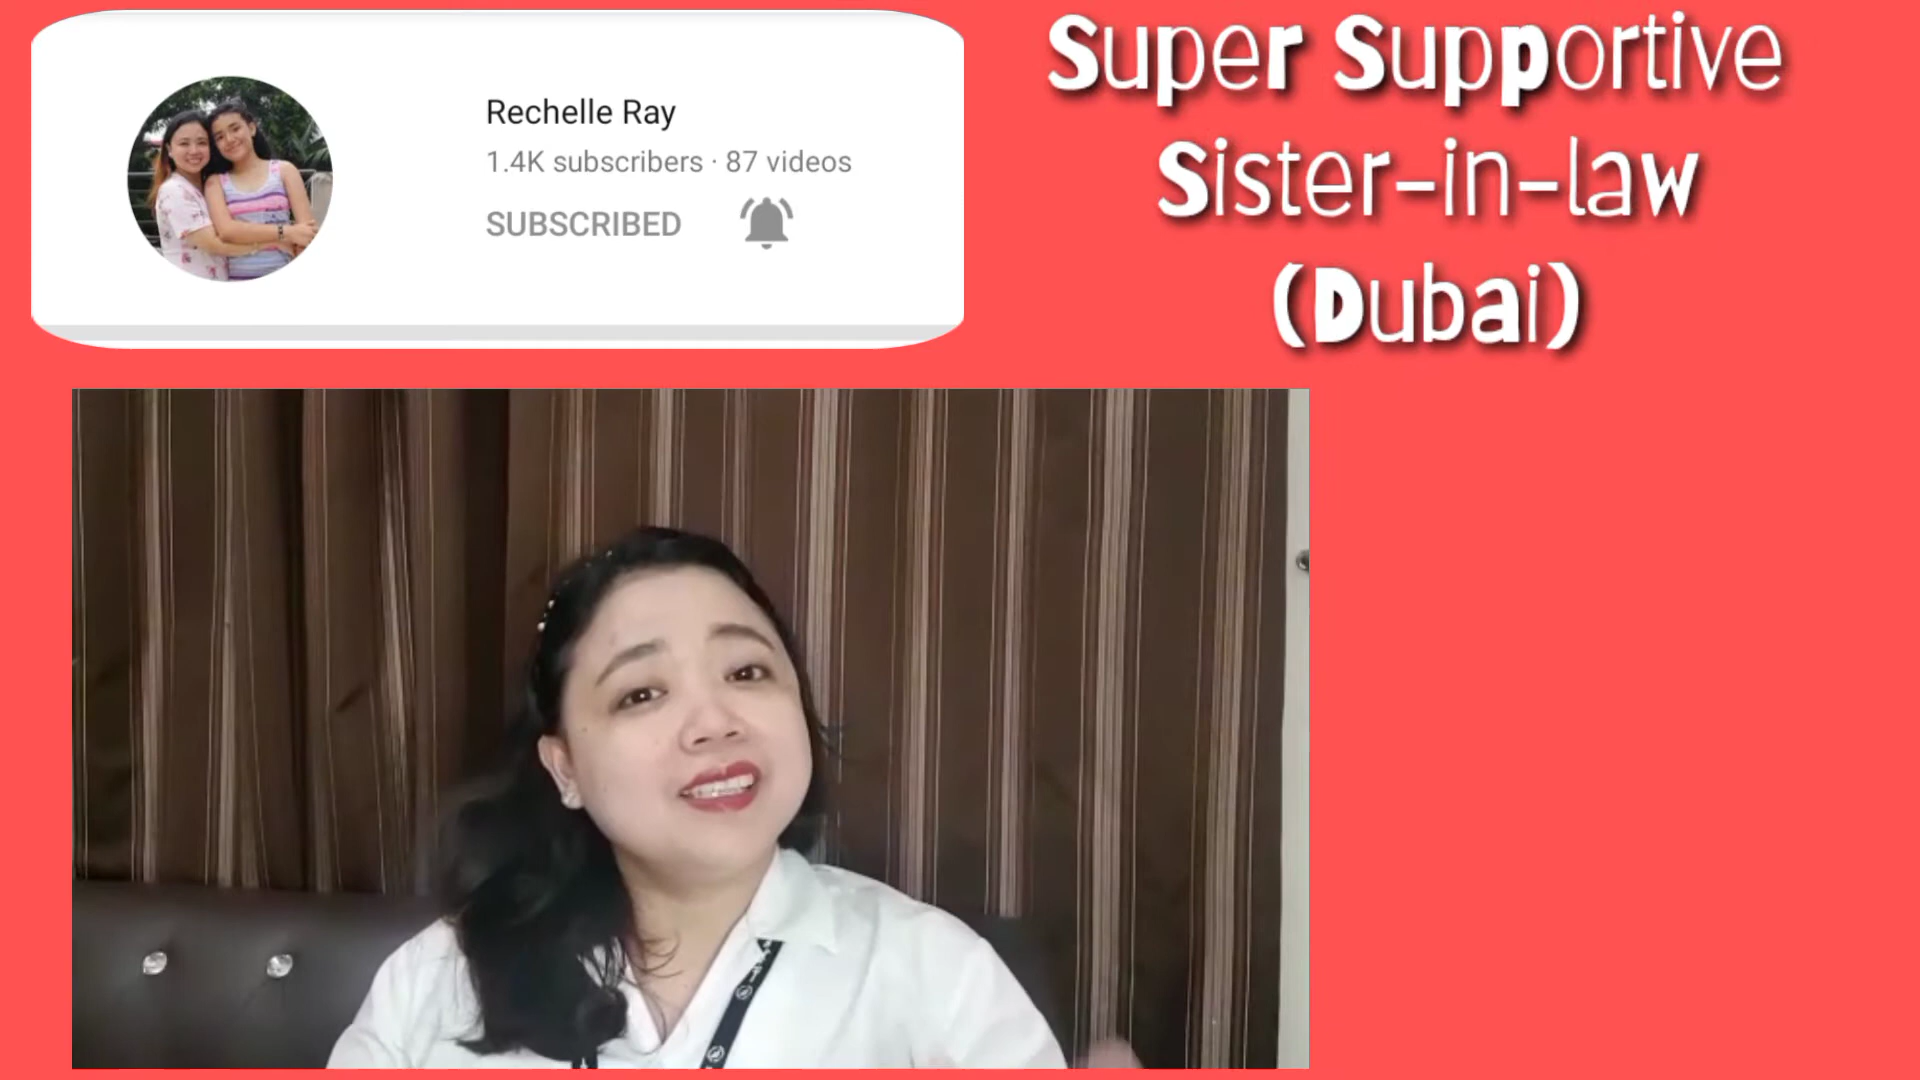 Rechelle Ray
1.4K subscribers · 87 videos
SUBSCRIBED
Super Supportive
Sister-in-law
(Dubai)